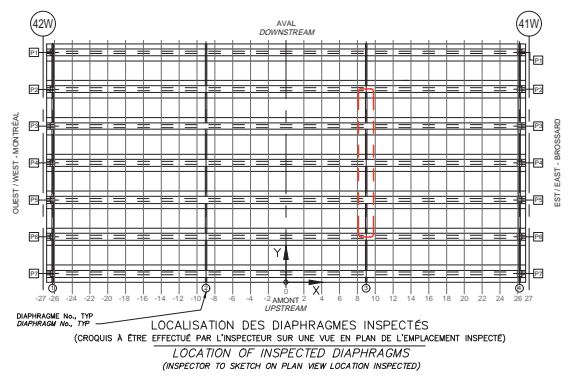 42W
41W
AVAL
DOWNSTREAM
P1
P1
P2
P2
P3
P3
P4
P4
P5
P5
P6
P6
P7
P7
OUEST / WEST - MONTRÉAL
EST / EAST - BROSSARD
Y
X
-27 -26 -24 -22 -20 -18 -16 -14 -12 -10 -8 -6 -4 -2 0 2 4 6 8 10 12 14 16 18 20 22 24 26 27
1
2
3
4
AMONT
UPSTREAM
DIAPHRAGME No., TYP
DIAPHRAGM No., TYP
LOCALISATION DES DIAPHRAGMES INSPECTÉS
(CROQUIS À ÊTRE EFFECTUÉ PAR L'INSPECTEUR SUR UNE VUE EN PLAN DE L'EMPLACEMENT INSPECTÉ)
LOCATION OF INSPECTED DIAPHRAGMS
(INSPECTOR TO SKETCH ON PLAN VIEW LOCATION INSPECTED)